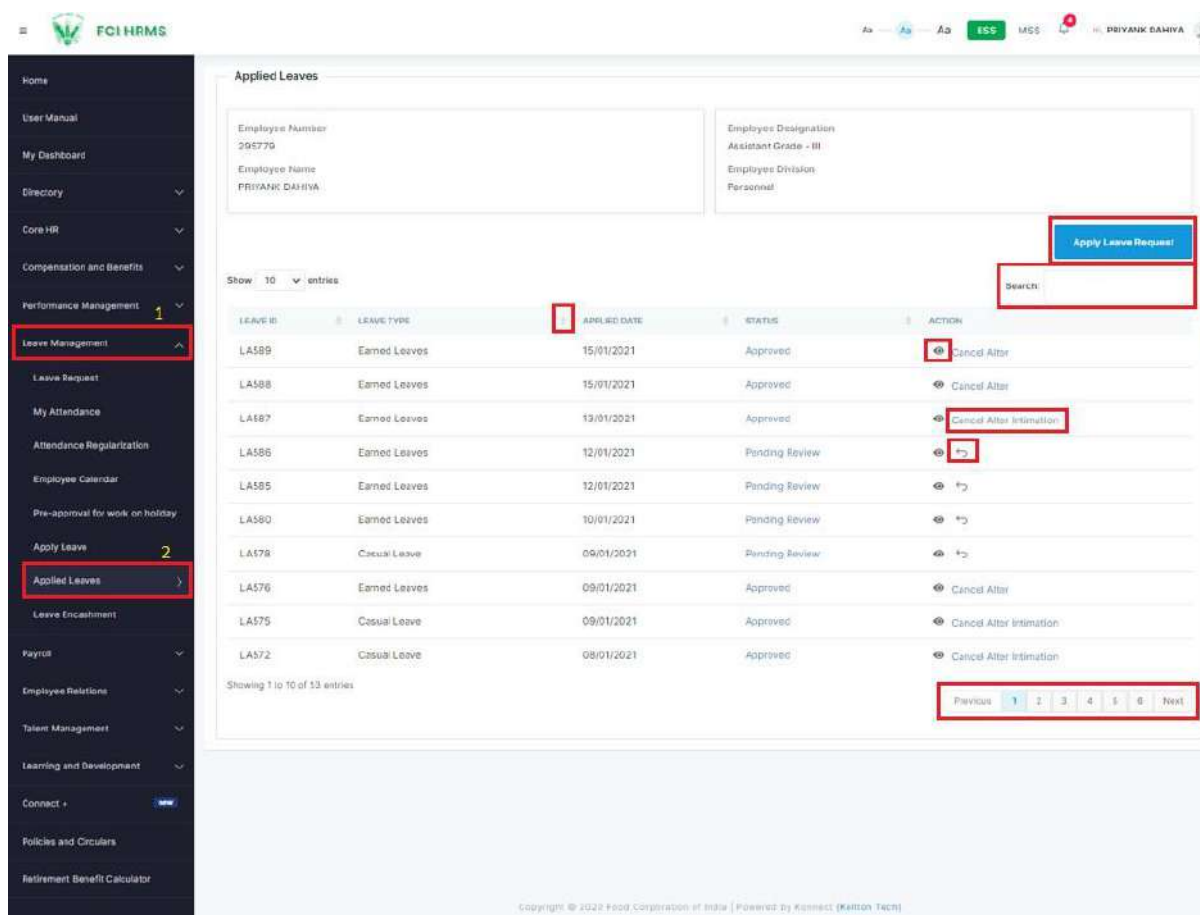 FCI HRMS
Aa Aa Aa ESS MSS 4 PRIYANK DAHIYA
Home
User Manual
My Dashboard
Directory
Core HR
Compensation and Benefits
Performance Management
1
Leave Management
Leave Request
My Attendance
Attendance Regularization
Employee Calendar
Pre-approval for work on holiday
Apply Leave
2
Applied Leaves
Leave Encashment
Payroll
Employee Relations
Talent Management
Learning and Development
Connect + NEW
Policies and Circulars
Retirement Benefit Calculator
Applied Leaves
Employee Number
295779
Employee Name
PRIYANK DAHIYA
Employee Designation
Assistant Grade - III
Employee Division
Personnel
Apply Leave Request
Show 10 entries
Search:
LEAVE ID LEAVE TYPE APPLIED DATE STATUS ACTION
LA589 Earned Leaves 15/01/2021 Approved Cancel Alter
LA588 Earned Leaves 15/01/2021 Approved Cancel Alter
LA587 Earned Leaves 13/01/2021 Approved Cancel Alter Intimation
LA586 Earned Leaves 12/01/2021 Pending Review
LA585 Earned Leaves 12/01/2021 Pending Review
LA580 Earned Leaves 10/01/2021 Pending Review
LA578 Casual Leave 09/01/2021 Pending Review
LA576 Earned Leaves 09/01/2021 Approved Cancel Alter
LA575 Casual Leave 09/01/2021 Approved Cancel Alter Intimation
LA572 Casual Leave 08/01/2021 Approved Cancel Alter Intimation
Showing 1 to 10 of 53 entries
Previous 1 2 3 4 5 6 Next
Copyright © 2022 Food Corporation of India | Powered by Konnect (Kellton Tech)